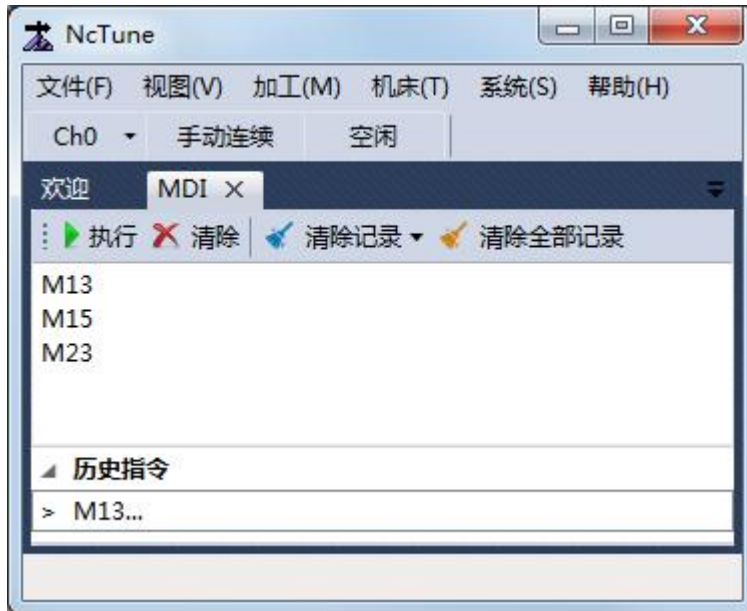 NcTune
文件(F) 视图(V) 加工(M) 机床(T) 系统(S) 帮助(H)
Ch0 手动连续 空闲
欢迎 MDI
执行 清除 清除记录 清除全部记录
M13
M15
M23
历史指令
> M13...